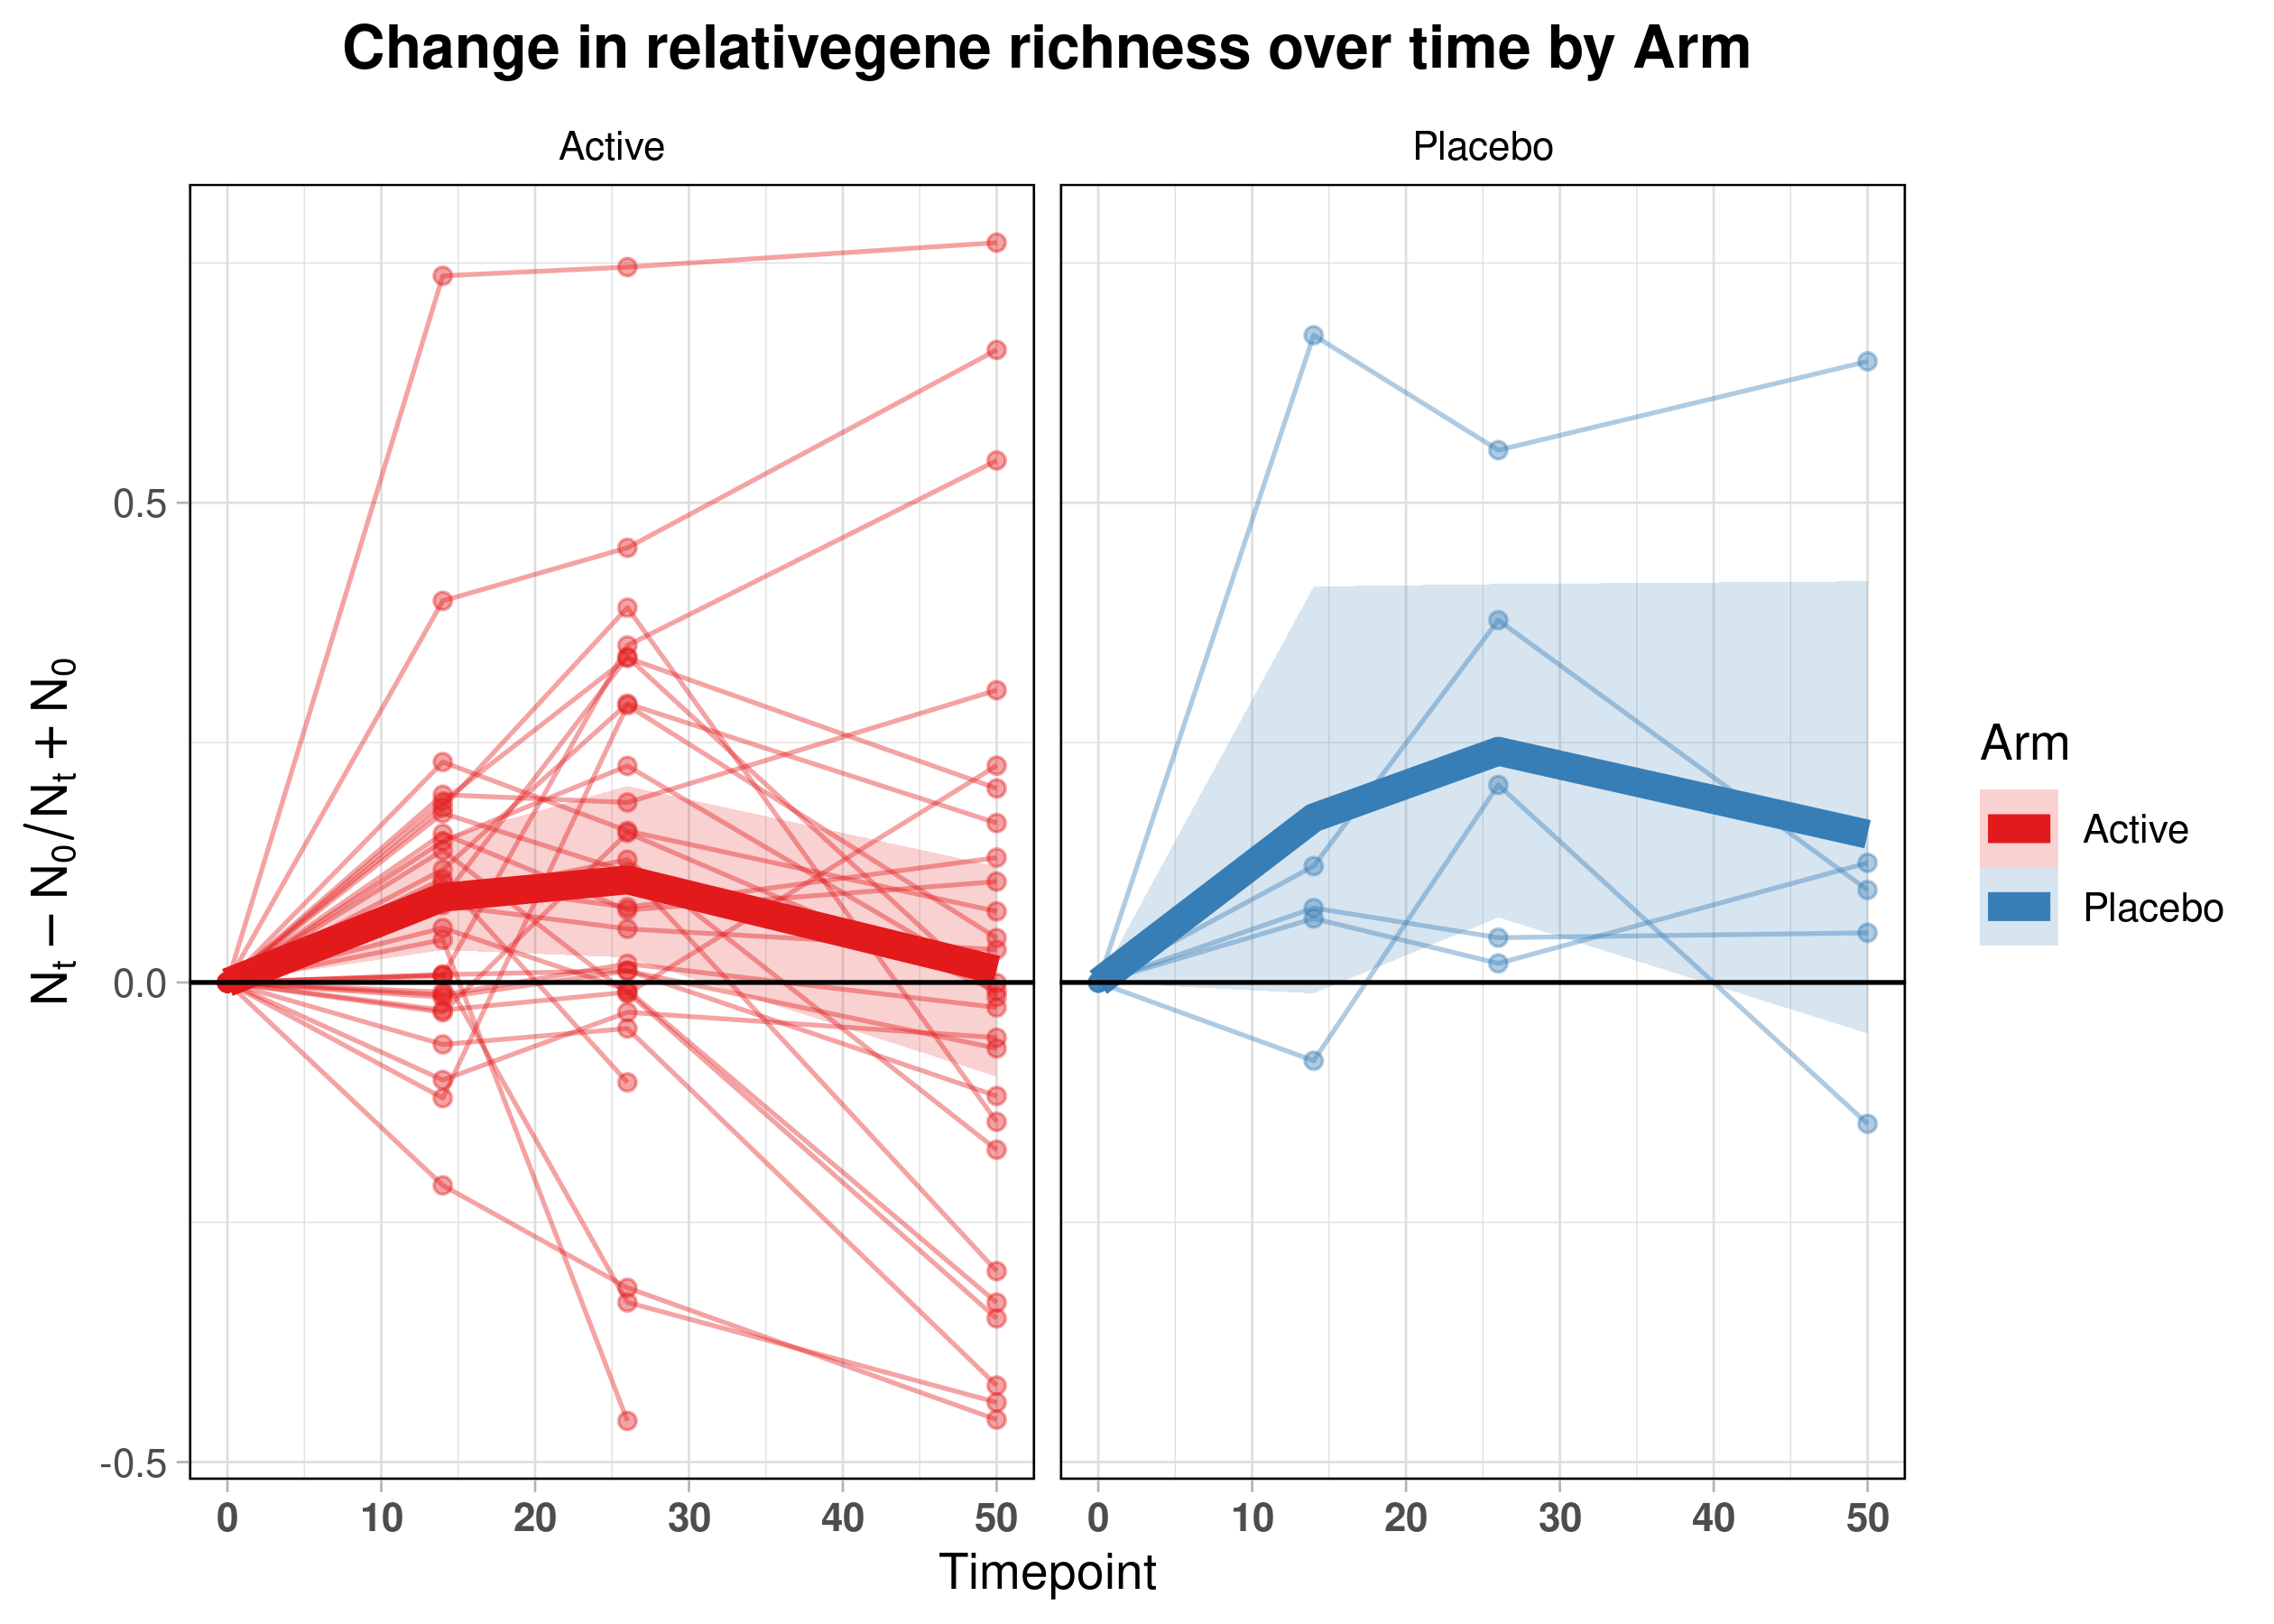 Change in relativegene richness over time by Arm
Active
Placebo
Nₜ − N₀/Nₜ + N₀
0.5
0.0
-0.5
0 10 20 30 40 50
0 10 20 30 40 50
Timepoint
Arm
Active
Placebo